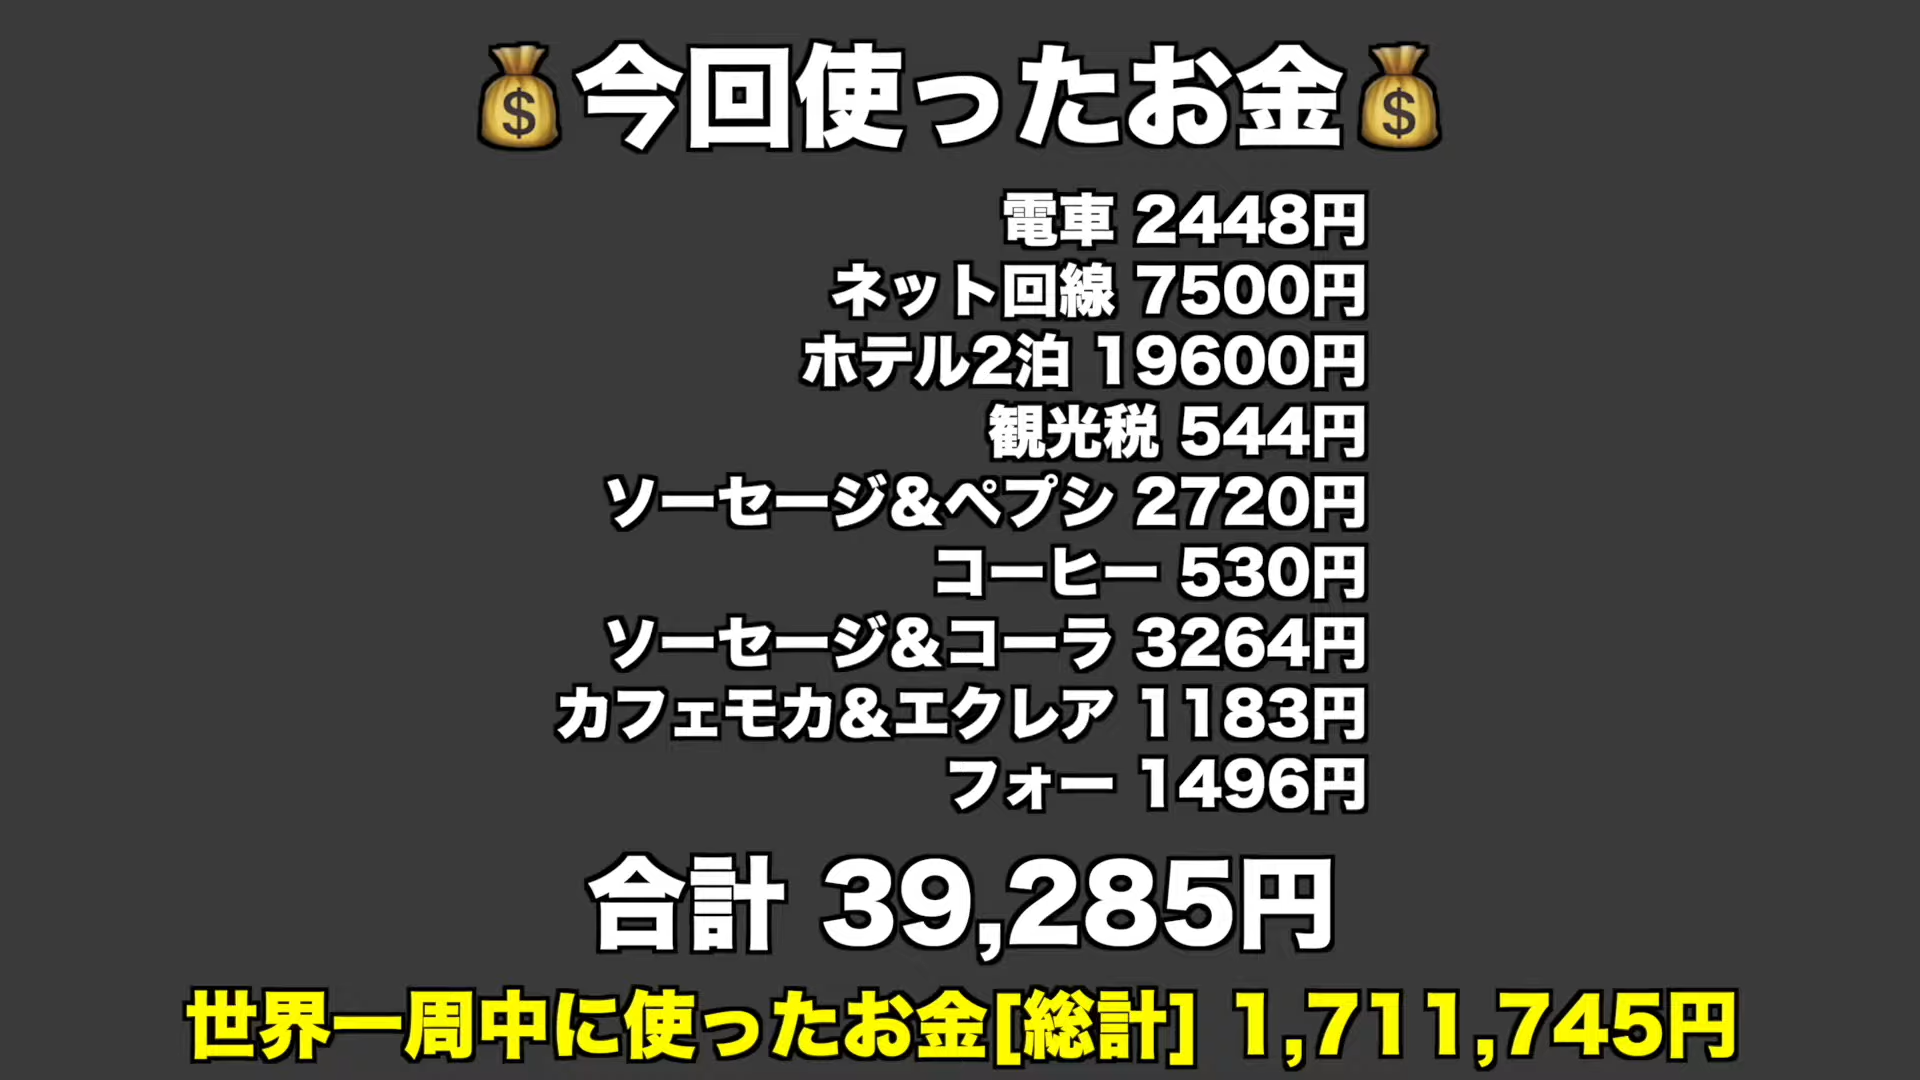 💰今回使ったお金💰
電車 2448円
ネット回線 7500円
ホテル2泊 19600円
観光税 544円
ソーセージ&ペプシ 2720円
コーヒー 530円
ソーセージ&コーラ 3264円
カフェモカ&エクレア 1183円
フォー 1496円
合計 39,285円
世界一周中に使ったお金[総計] 1,711,745円